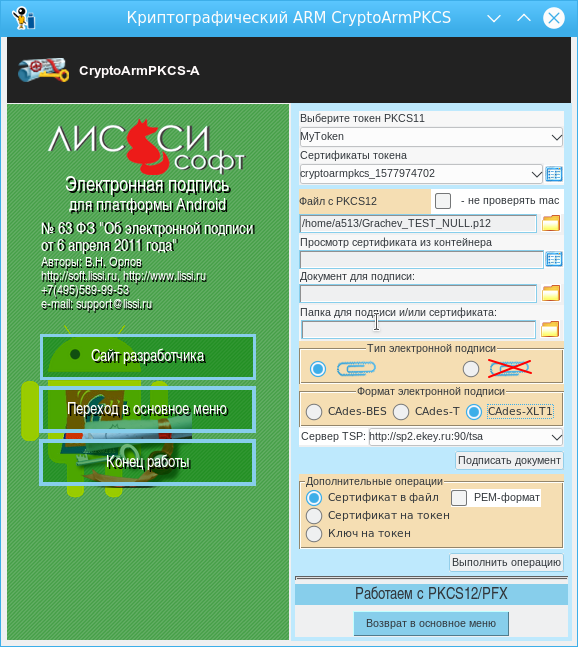 Криптографический ARM CryptoArmPKCS
CryptoArmPKCS-A
ЛИССИ
софт
Электронная подпись
для платформы Android
№ 63 ФЗ "Об электронной подписи
от 6 апреля 2011 года"
Авторы: В.Н. Орлов
http://soft.lissi.ru, http://www.lissi.ru
+7(495)589-99-53
e-mail: support@lissi.ru
Сайт разработчика
Переход в основное меню
Конец работы
Выберите токен PKCS11
MyToken
Сертификаты токена
cryptoarmpkcs_1577974702
Файл с PKCS12
- не проверять mac
/home/a513/Grachev_TEST_NULL.p12
Просмотр сертификата из контейнера
Документ для подписи:
Папка для подписи и/или сертификата:
Тип электронной подписи
Формат электронной подписи
CAdes-BES CAdes-T CAdes-XLT1
Сервер TSP: http://sp2.ekey.ru:90/tsa
Подписать документ
Дополнительные операции
Сертификат в файл PEM-формат
Сертификат на токен
Ключ на токен
Выполнить операцию
Работаем с PKCS12/PFX
Возврат в основное меню